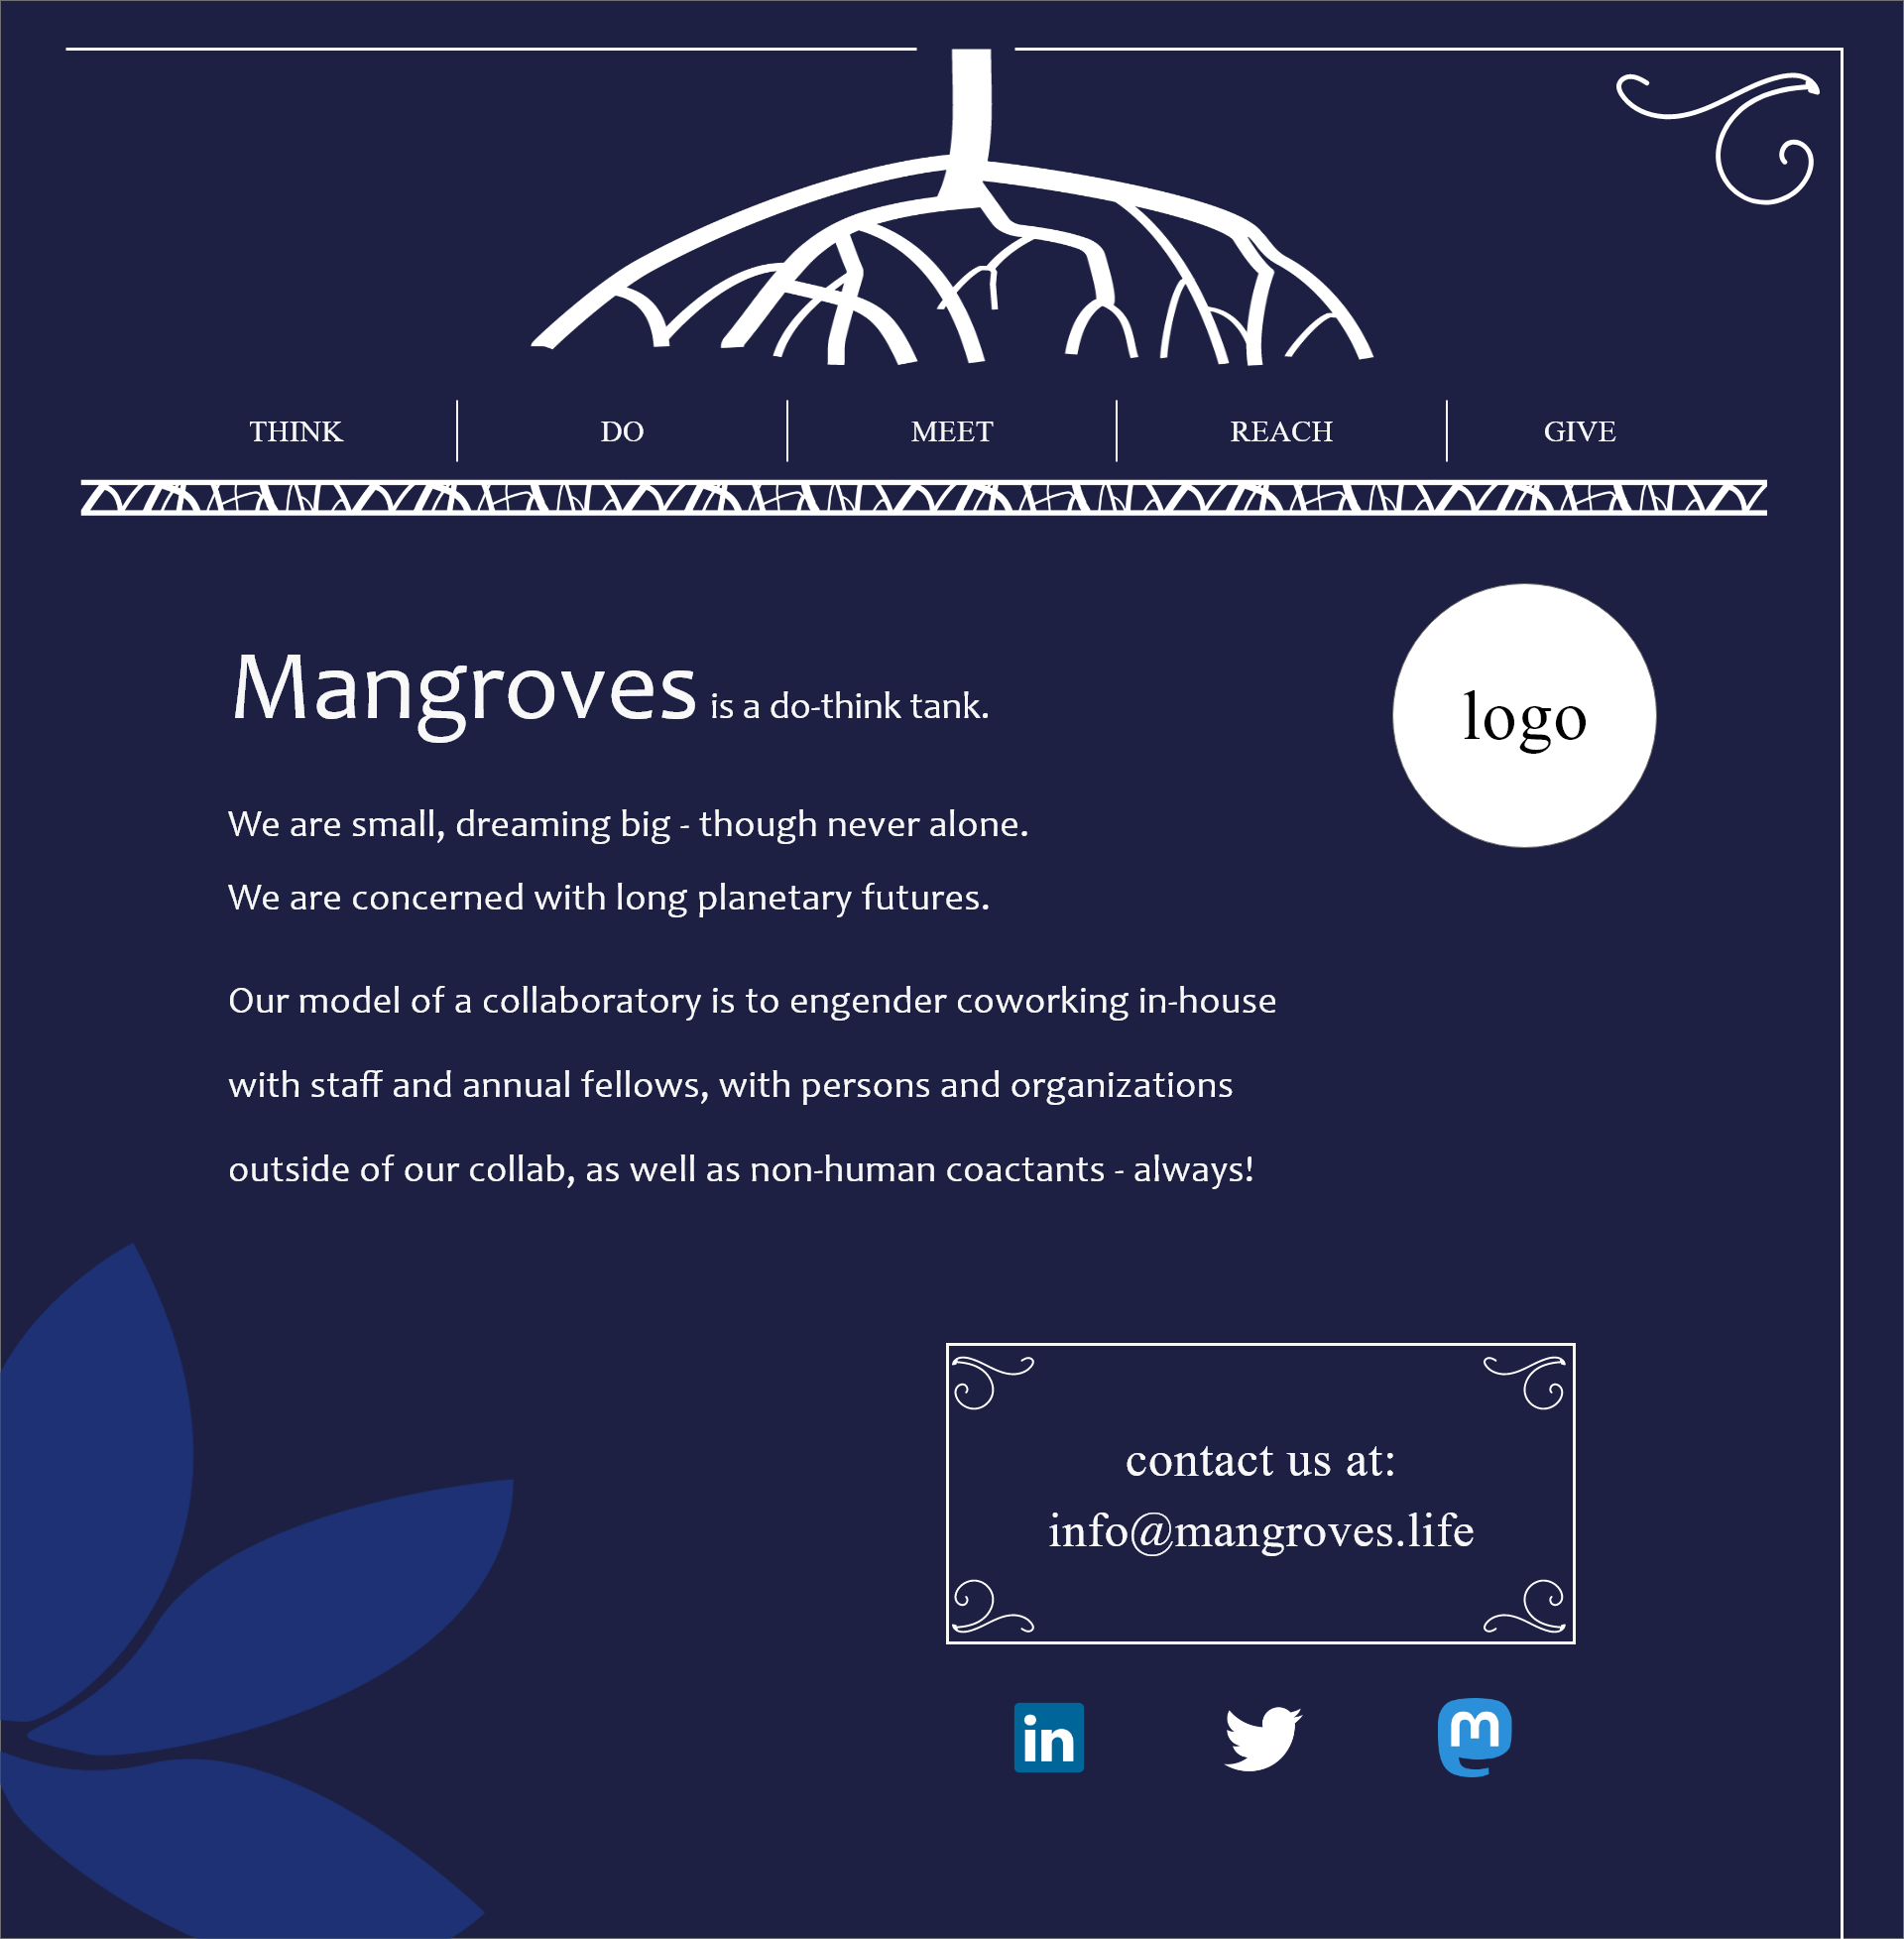 THINK
DO
MEET
REACH
GIVE
Mangroves is a do-think tank.
logo
We are small, dreaming big - though never alone.
We are concerned with long planetary futures.
Our model of a collaboratory is to engender coworking in-house
with staff and annual fellows, with persons and organizations
outside of our collab, as well as non-human coactants - always!
contact us at:
info@mangroves.life
in
m